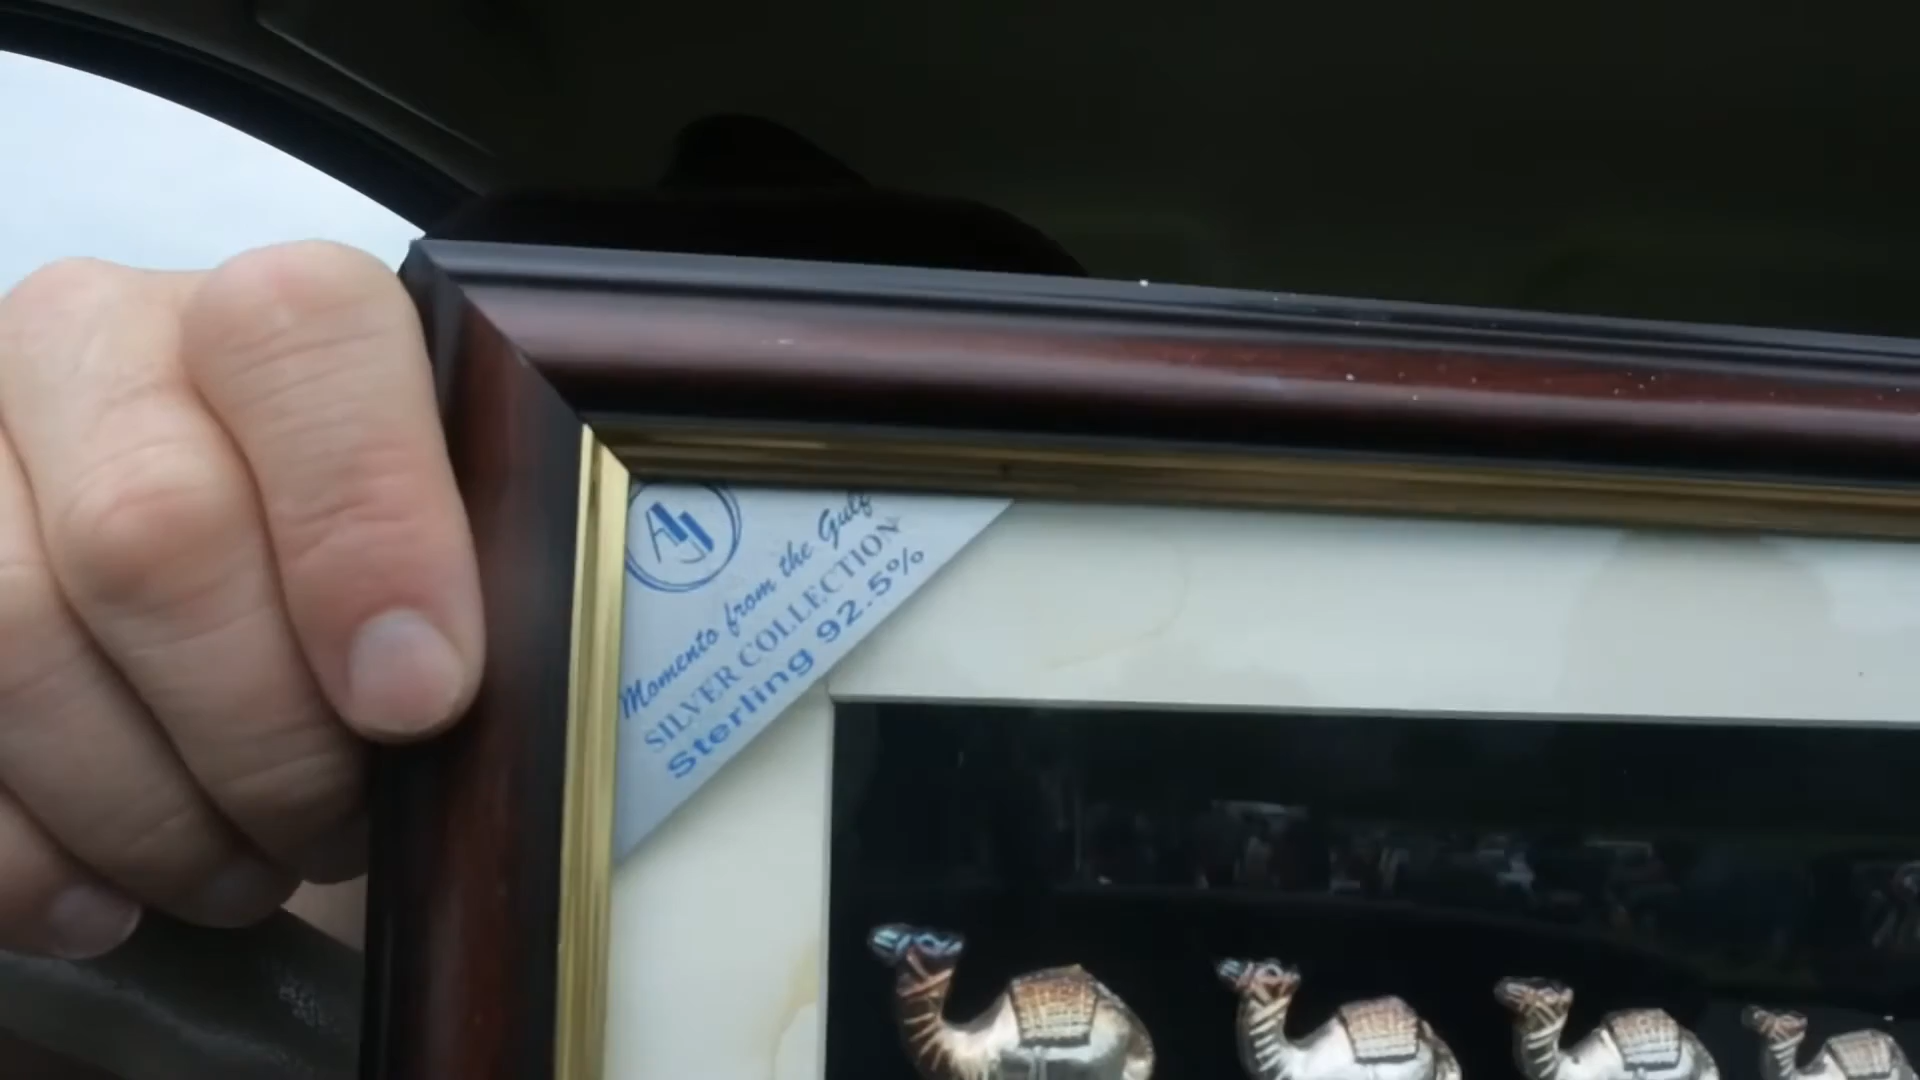 AJ
Momento from the Gulf
SILVER COLLECTION
Sterling 92.5%